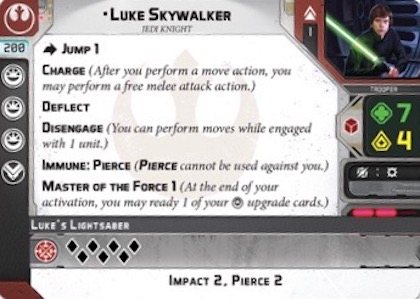 •Luke Skywalker
Jedi Knight
200
1
Jump 1
Charge (After you perform a move action, you
may perform a free melee attack action.)
Deflect
Disengage (You can perform moves while engaged
with 1 unit.)
Immune: Pierce (Pierce cannot be used against you.)
Master of the Force 1 (At the end of your
activation, you may ready 1 of your upgrade cards.)
Trooper
7
4
:
Luke's Lightsaber
Impact 2, Pierce 2